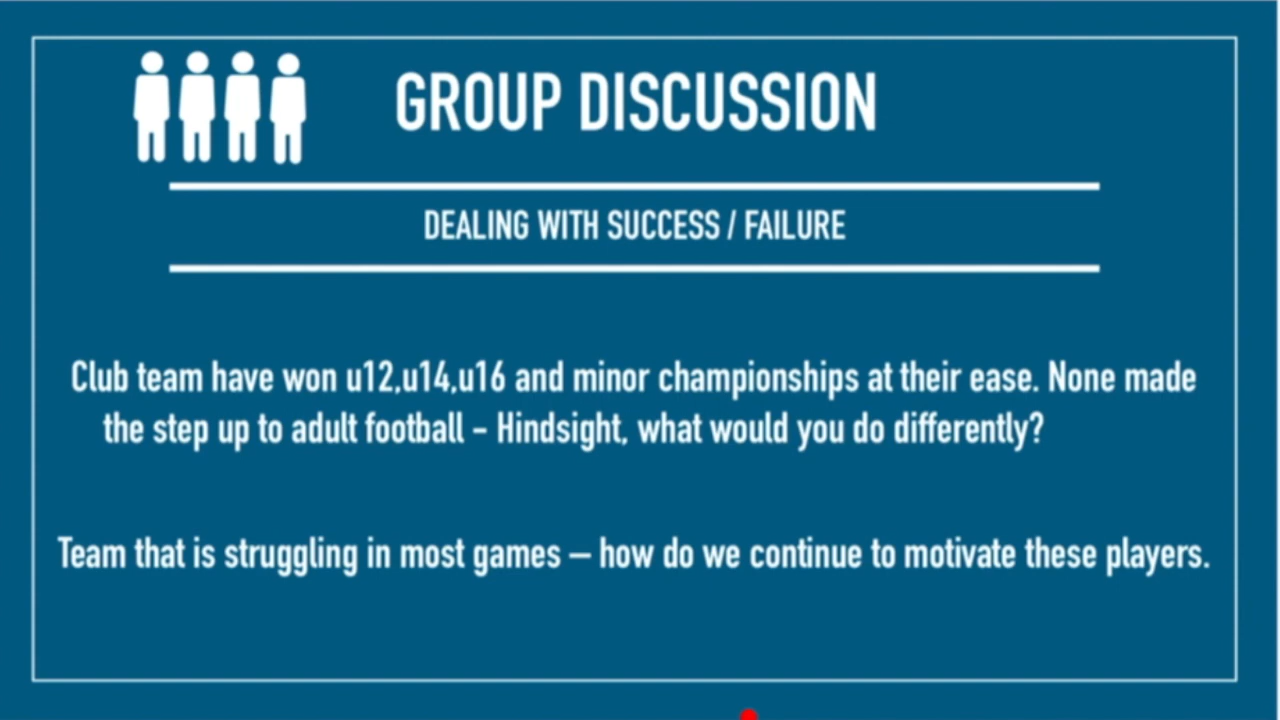 GROUP DISCUSSION
DEALING WITH SUCCESS / FAILURE
Club team have won u12,u14,u16 and minor championships at their ease. None made
the step up to adult football - Hindsight, what would you do differently?
Team that is struggling in most games – how do we continue to motivate these players.